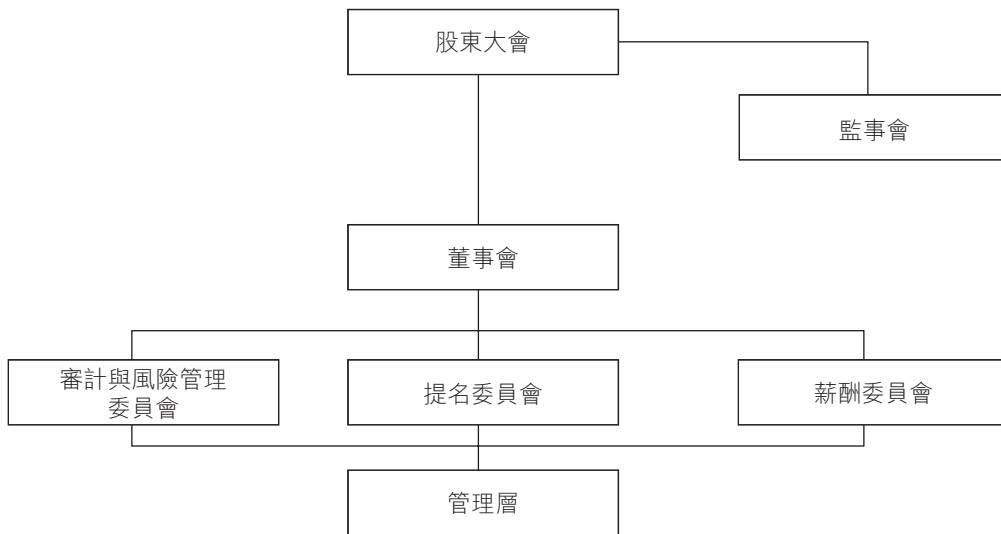 股東大會
監事會
董事會
審計與風險管理
委員會
提名委員會
薪酬委員會
管理層